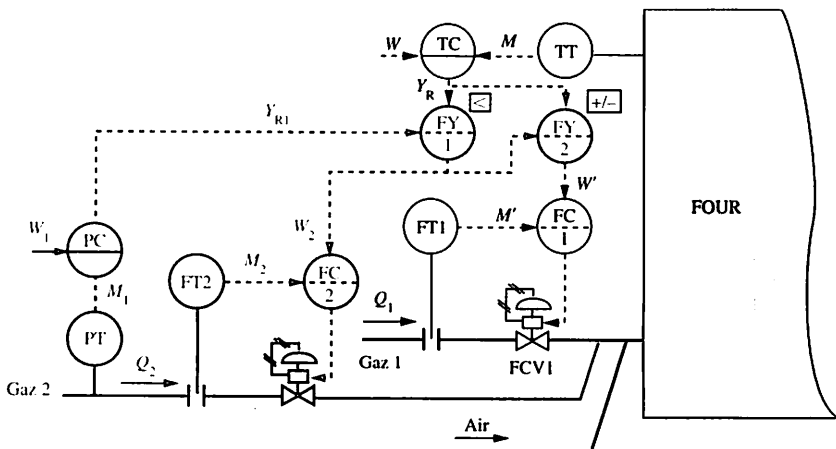 W
TC
M
TT
Y_R
<
+/–
Y_R1
FY
1
FY
2
W'
FOUR
W_1
PC
FT1
M'
FC
1
W_2
M_1
FT2
M_2
FC
2
Q_1
PT
Gaz 1
FCV1
Gaz 2
Q_2
Air